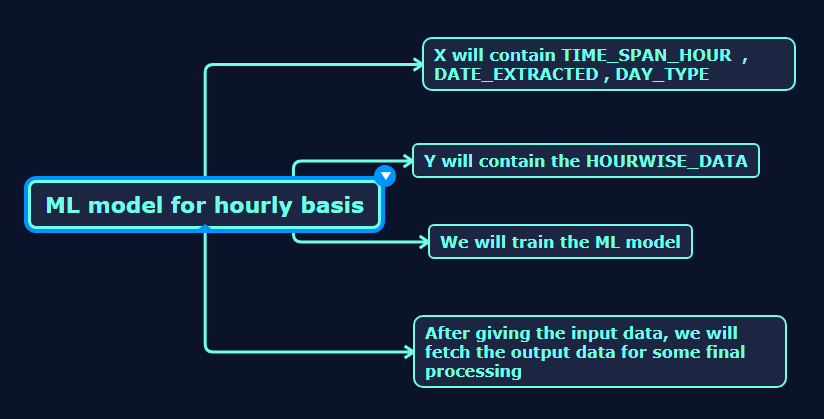 X will contain TIME_SPAN_HOUR ,
DATE_EXTRACTED , DAY_TYPE
Y will contain the HOURWISE_DATA
ML model for hourly basis
We will train the ML model
After giving the input data, we will
fetch the output data for some final
processing